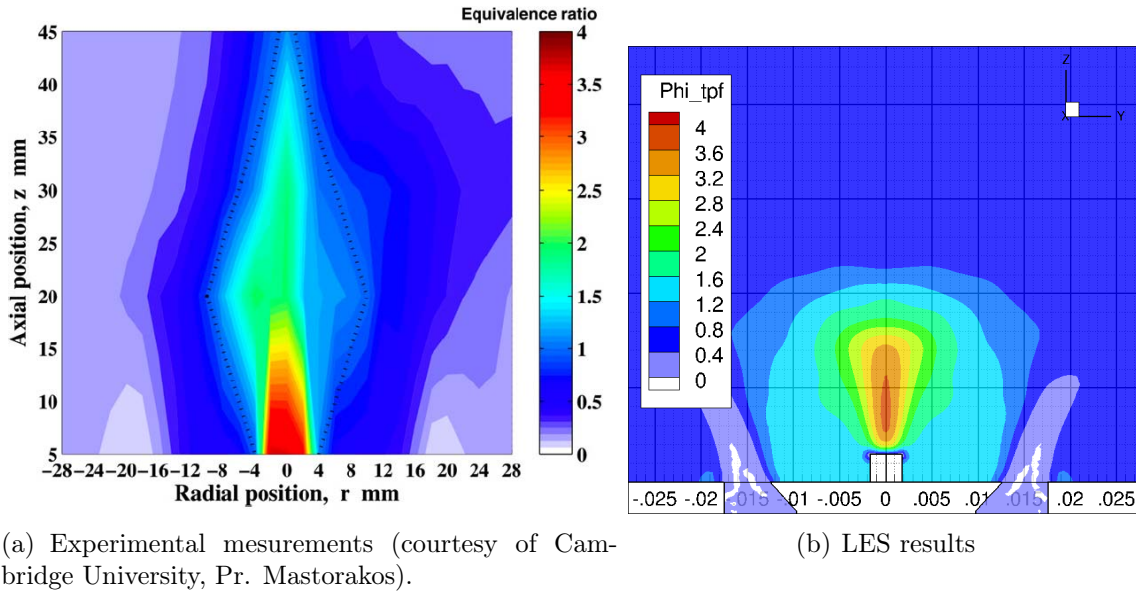 Equivalence ratio
45
40
35
30
25
20
15
10
5
Axial position, z mm
−28−24−20−16−12 −8 −4 0 4 8 12 16 20 24 28
Radial position, r mm
4
3.5
3
2.5
2
1.5
1
0.5
0
Phi_tpf
4
3.6
3.2
2.8
2.4
2
1.6
1.2
0.8
0.4
0
Z
X Y
-.025 -.02 -.015 -.01 -.005 0 .005 .01 .015 .02 .025
(a) Experimental mesurements (courtesy of Cam-
bridge University, Pr. Mastorakos).
(b) LES results